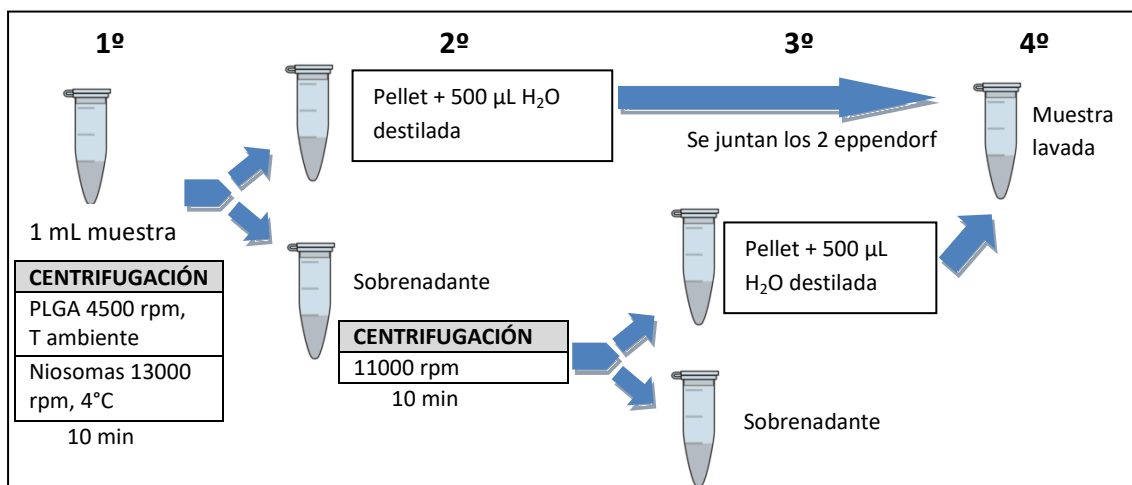 1º
2º
3º
4º
Pellet + 500 µL H₂O
destilada
Se juntan los 2 eppendorf
Muestra
lavada
1 mL muestra
CENTRIFUGACIÓN
PLGA 4500 rpm,
T ambiente
Niosomas 13000
rpm, 4°C
10 min
Sobrenadante
CENTRIFUGACIÓN
11000 rpm
10 min
Pellet + 500 µL
H₂O destilada
Sobrenadante